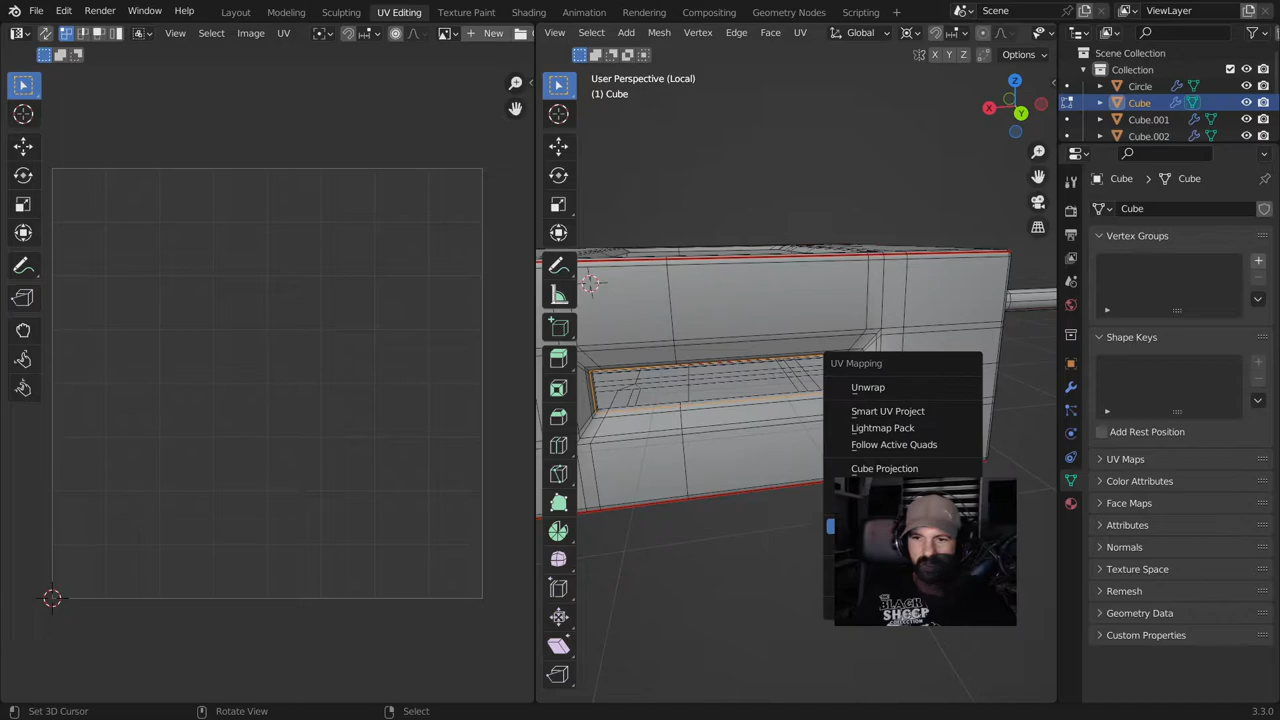 File Edit Render Window Help Layout Modeling Sculpting UV Editing Texture Paint Shading Animation Rendering Compositing Geometry Nodes Scripting Scene ViewLayer
View Select Image UV New
View Select Add Mesh Vertex Edge Face UV Global
X Y Z Options
User Perspective (Local)
(1) Cube
Z
X
Y
Scene Collection
Collection
Circle
Cube
Cube.001
Cube.002
Cube Cube
Cube
Vertex Groups
Shape Keys
Add Rest Position
UV Maps
Color Attributes
Face Maps
Attributes
Normals
Texture Space
Remesh
Geometry Data
Custom Properties
UV Mapping
Unwrap
Smart UV Project
Lightmap Pack
Follow Active Quads
Cube Projection
THE
BLACK
SHEEP
COLLECTION
Set 3D Cursor Rotate View Select 3.3.0